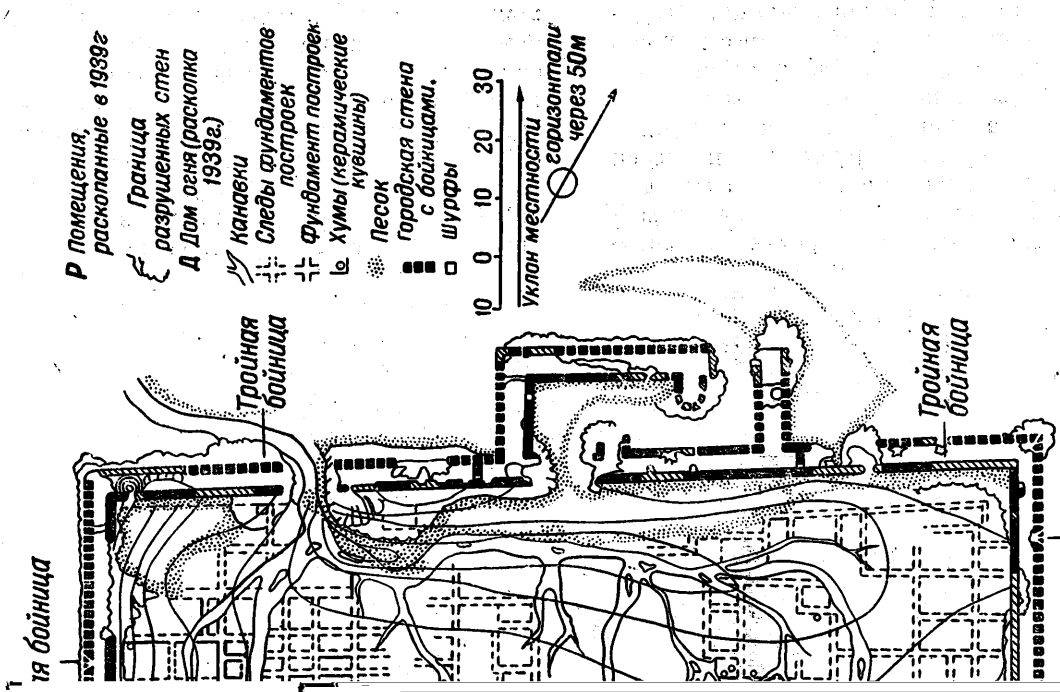 Р Помещения,
раскопанные в 1939г
Граница
разрушенных стен
Д Дом огня (раскопка
1939г.)
Канавки
Следы фундаментов
построек
Фундамент построек
Хумы (керамические
кувшины)
Песок
Городская стена
с бойницами.
Шурфы
10 0 10 20 30
Уклон местности
горизонтали
через 50м
Тройная
бойница
Тройная
бойница
бойница